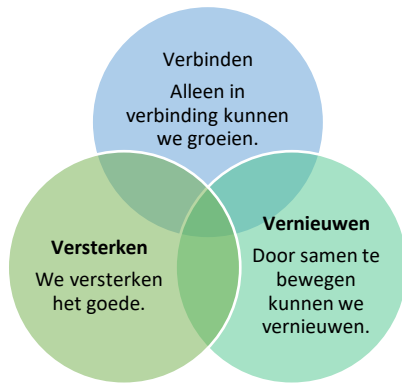 Verbinden
Alleen in
verbinding kunnen
we groeien.
Versterken
We versterken
het goede.
Vernieuwen
Door samen te
bewegen
kunnen we
vernieuwen.